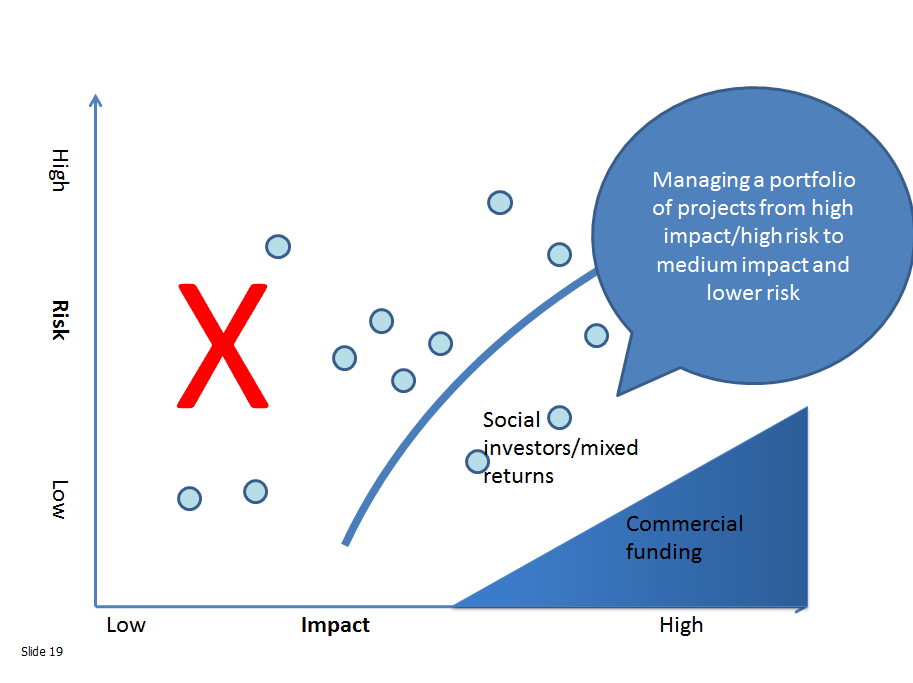 High
Managing a portfolio
of projects from high
impact/high risk to
medium impact and
lower risk
X
Risk
Social
investors/mixed
returns
Low
Commercial
funding
Low
Impact
High
Slide 19